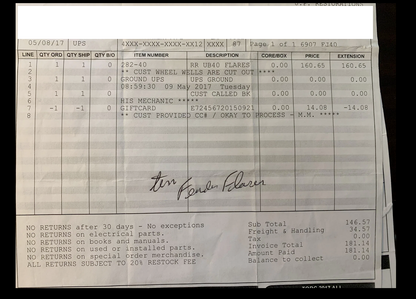 05/08/17 UPS 4XXX-XXXX-XXXX-XX12 XXXX #7 Page 1 of 1 6907 FJ40
LINE QTY ORD QTY SHIP QTY B/O ITEM NUMBER DESCRIPTION CORE/BOX PRICE EXTENSION
1 1 1 0 282-40 RR UB40 FLARES 0.00 160.65 160.65
2 ** CUST WHEEL WELLS ARE CUT OUT ****
3 1 1 0 GROUND UPS UPS GROUND 0.00 0.00 0.00
4 08:59:30 09 May 2017 Tuesday
5 1 1 0 CUST CALLED BK 0.00 0.00 0.00
6 HIS MECHANIC *****
7 -1 -1 0 GIFTCARD E72456720150921 0.00 14.08 -14.08
8 ** CUST PROVIDED CC# / OKAY TO PROCESS - M.M. *****
Fender Flares
NO RETURNS after 30 days - No exceptions
NO RETURNS on electrical parts.
NO RETURNS on books and manuals.
NO RETURNS on used or installed parts.
NO RETURNS on special order merchandise.
ALL RETURNS SUBJECT TO 20% RESTOCK FEE
Sub Total 146.57
Freight & Handling 34.57
Tax 0.00
Invoice Total 181.14
Amount Paid 181.14
Balance to collect 0.00